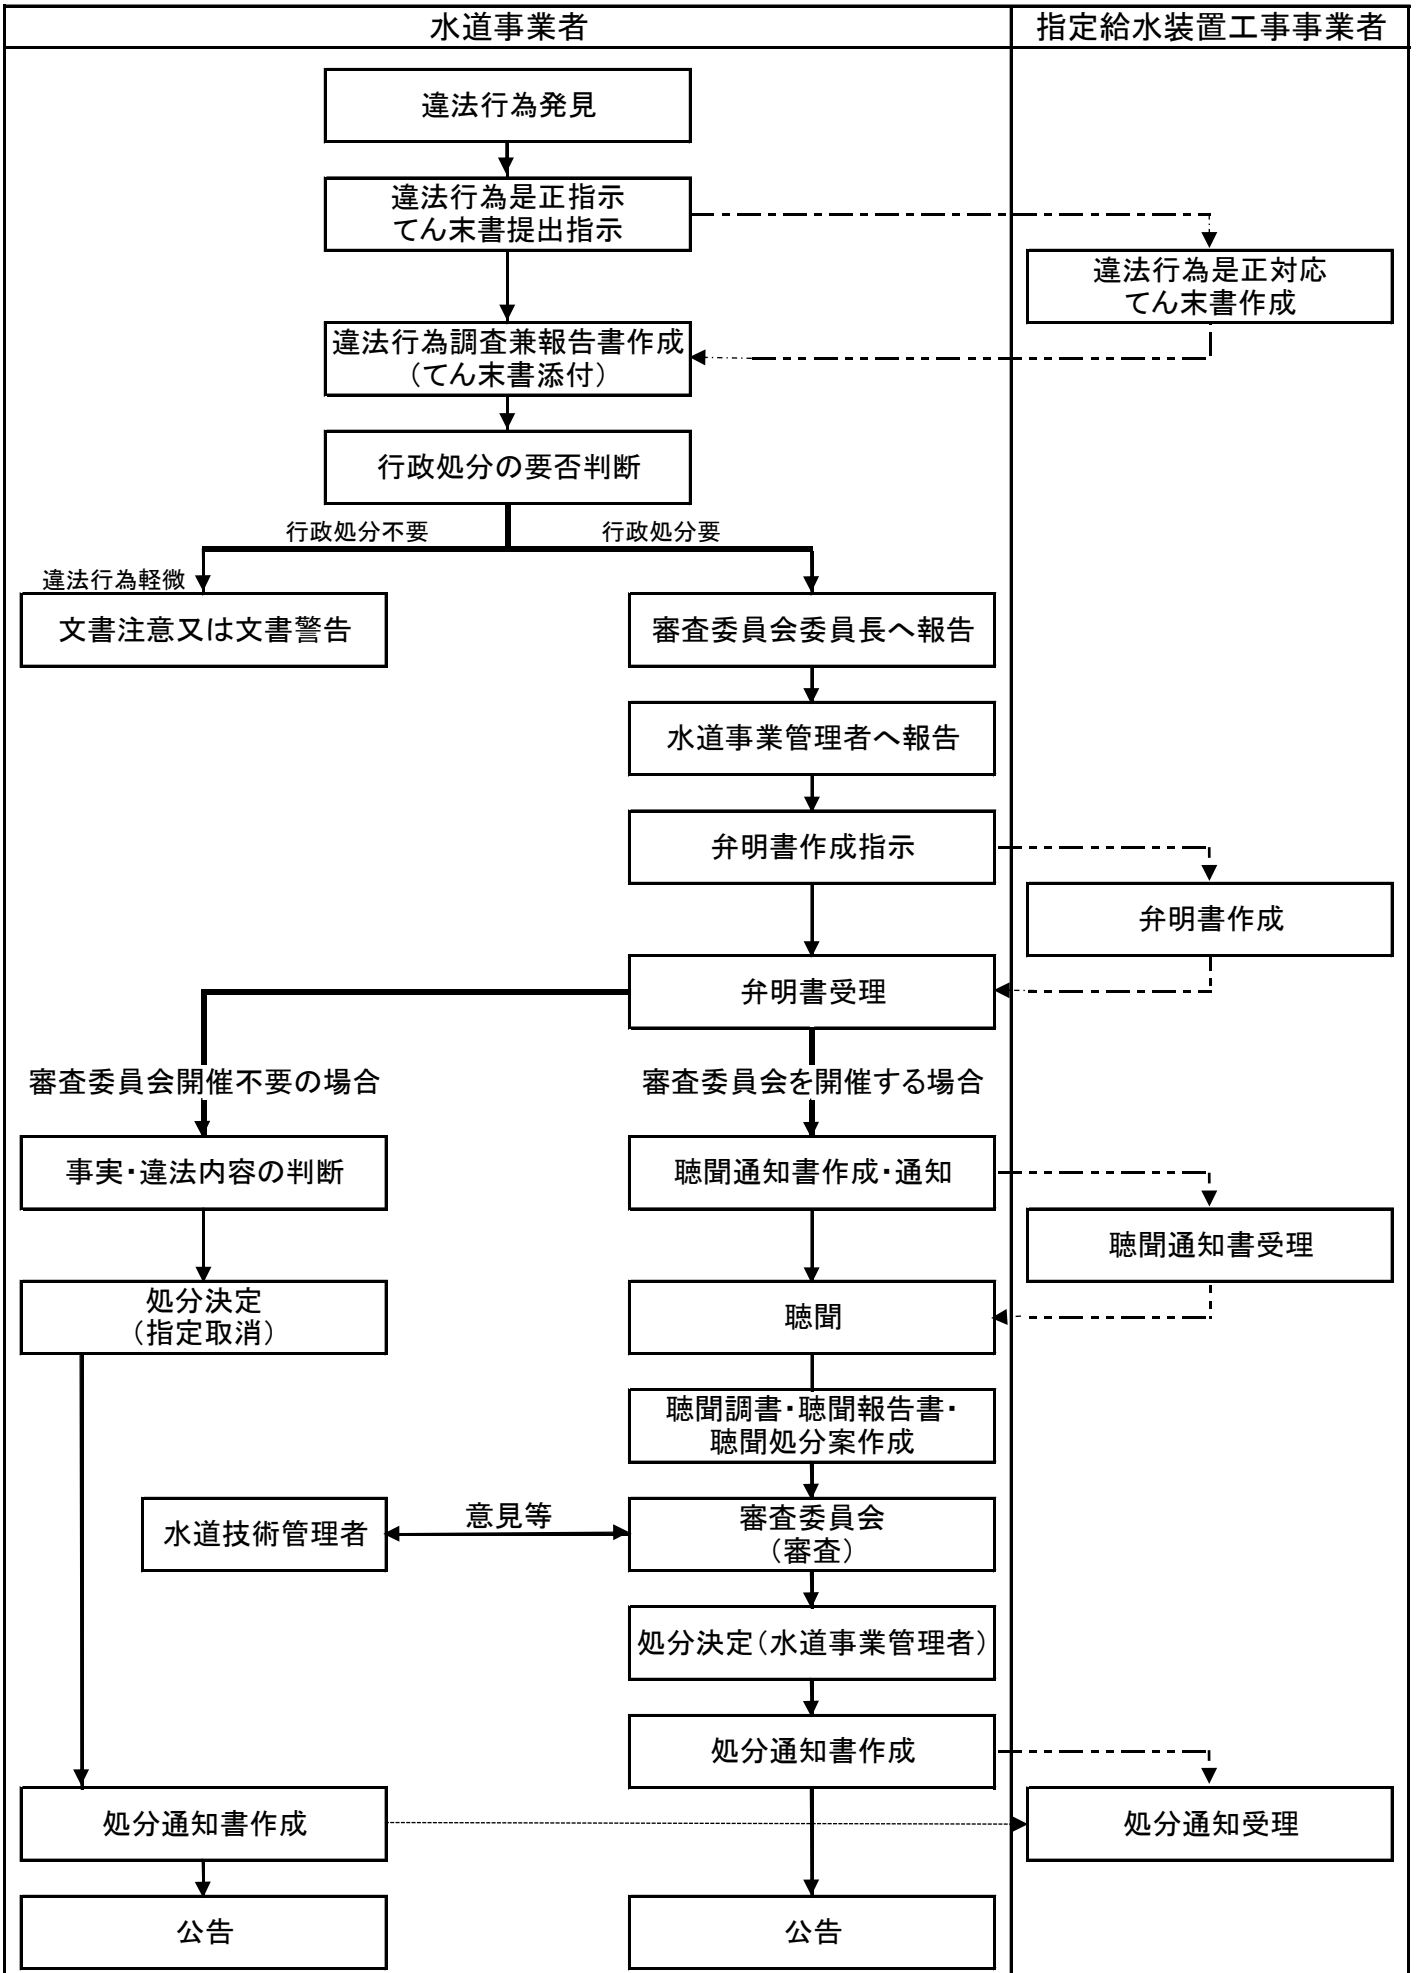 水道事業者
指定給水装置工事事業者
違法行為発見
違法行為是正指示
てん末書提出指示
違法行為是正対応
てん末書作成
違法行為調査兼報告書作成
（てん末書添付）
行政処分の要否判断
行政処分不要
行政処分要
違法行為軽微
文書注意又は文書警告
審査委員会委員長へ報告
水道事業管理者へ報告
弁明書作成指示
弁明書作成
弁明書受理
審査委員会開催不要の場合
審査委員会を開催する場合
事実・違法内容の判断
聴聞通知書作成・通知
聴聞通知書受理
処分決定
（指定取消）
聴聞
聴聞調書・聴聞報告書・
聴聞処分案作成
水道技術管理者
意見等
審査委員会
（審査）
処分決定（水道事業管理者）
処分通知書作成
処分通知書作成
処分通知受理
公告
公告